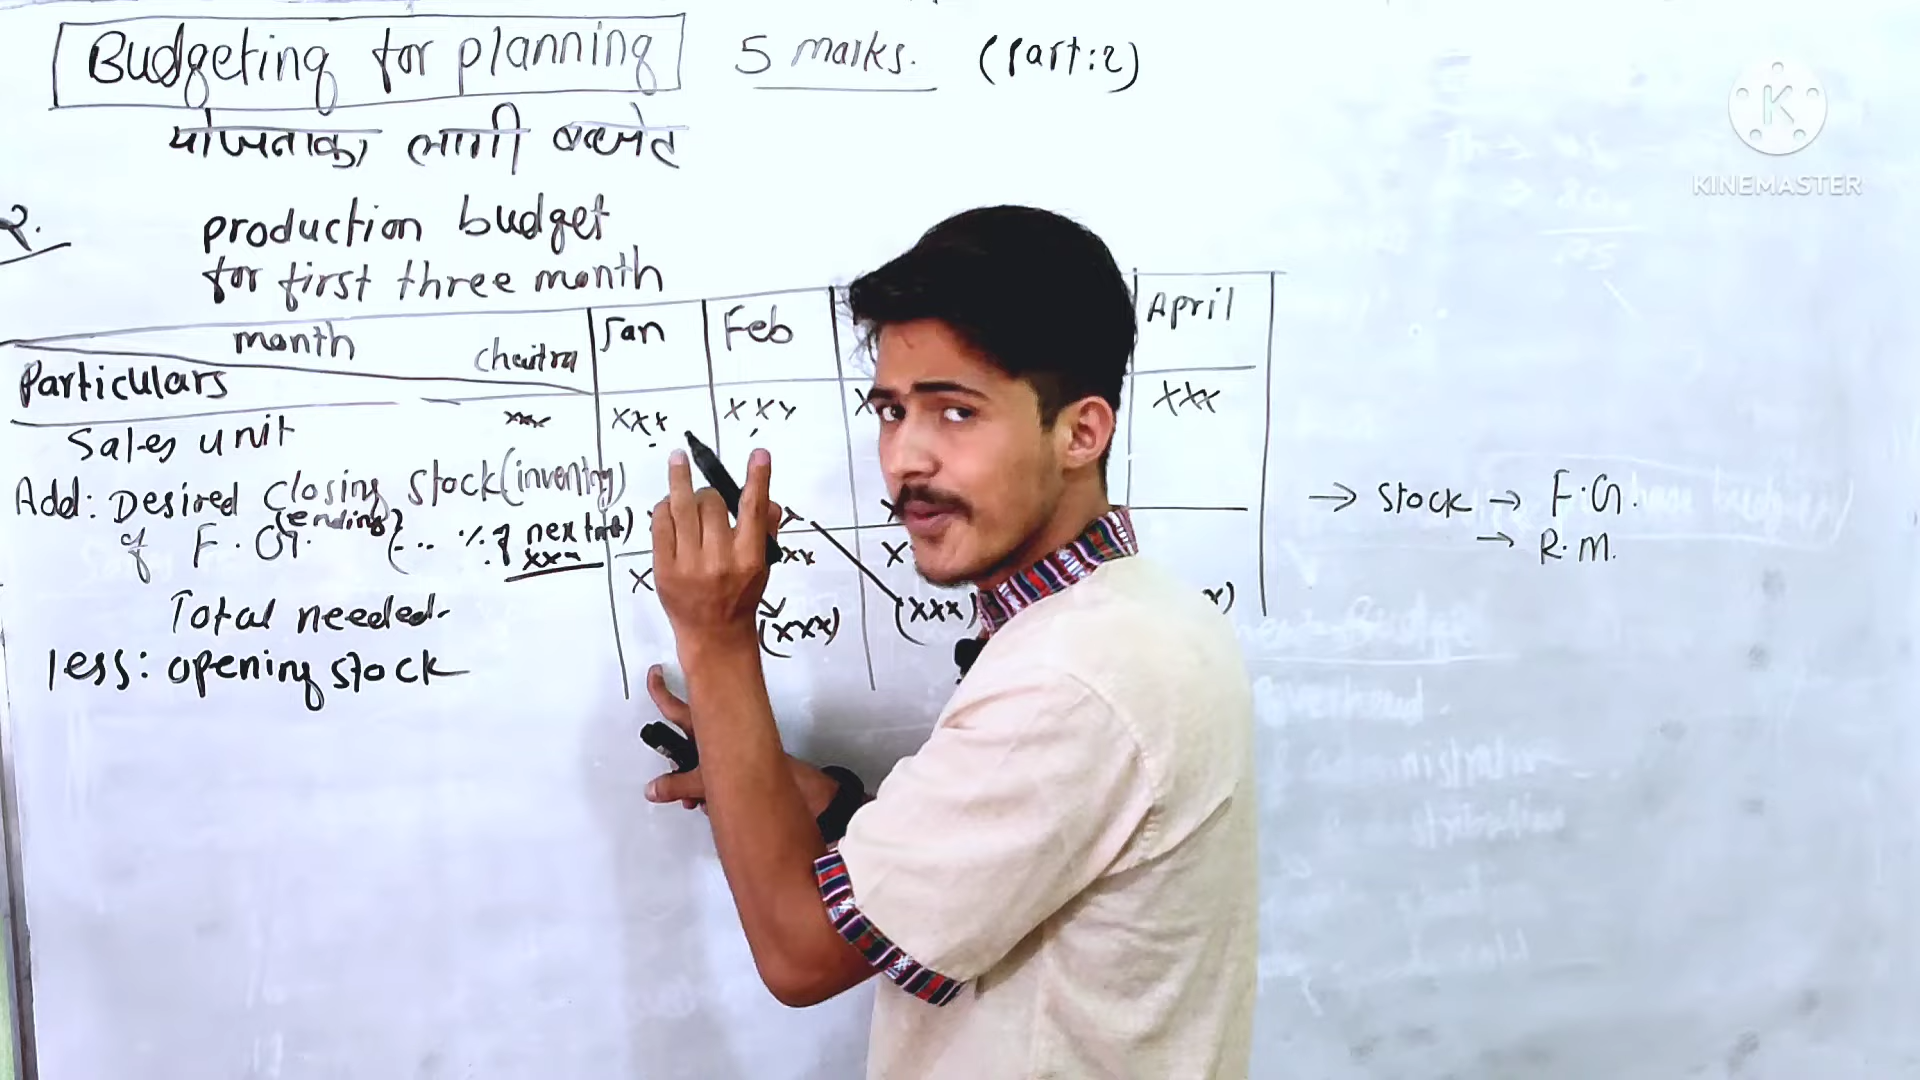 Budgeting for planning 5 marks. (Part:2)
योजनाका लागी बजेट
2. production budget
for first three month
month chaitra Jan Feb April
Particulars
Sales unit xxx xxx xxx x xxx
Add: Desired closing stock (inventory)
(ending)
of F.G. (... % of next month) xxx
Total needed
less: opening stock (xxx) (xxx) x)
→ Stock → F.G.
→ R.M.
KINEMASTER